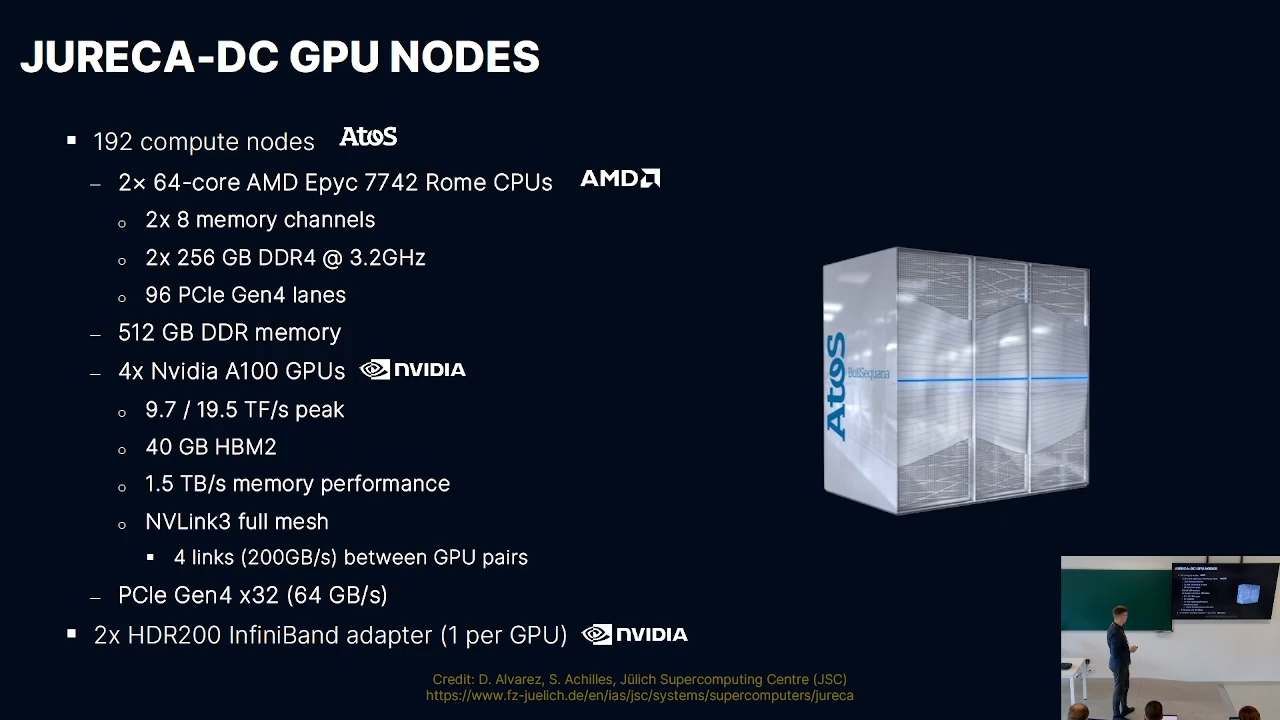 JURECA-DC GPU NODES
▪ 192 compute nodes Atos
– 2× 64-core AMD Epyc 7742 Rome CPUs AMD
o 2x 8 memory channels
o 2x 256 GB DDR4 @ 3.2GHz
o 96 PCIe Gen4 lanes
– 512 GB DDR memory
– 4x Nvidia A100 GPUs NVIDIA
o 9.7 / 19.5 TF/s peak
o 40 GB HBM2
o 1.5 TB/s memory performance
o NVLink3 full mesh
▪ 4 links (200GB/s) between GPU pairs
– PCIe Gen4 x32 (64 GB/s)
▪ 2x HDR200 InfiniBand adapter (1 per GPU) NVIDIA
Atos
BullSequana
Credit: D. Alvarez, S. Achilles, Jülich Supercomputing Centre (JSC)
https://www.fz-juelich.de/en/ias/jsc/systems/supercomputers/jureca
JURECA-DC GPU NODES